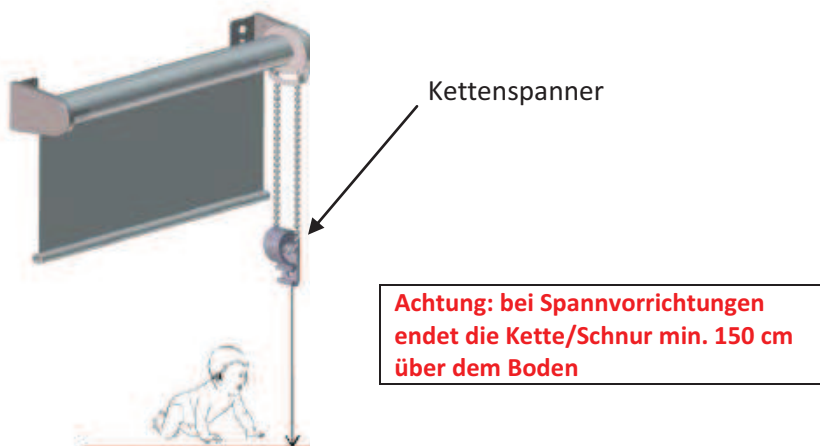 Kettenspanner
Achtung: bei Spannvorrichtungen
endet die Kette/Schnur min. 150 cm
über dem Boden